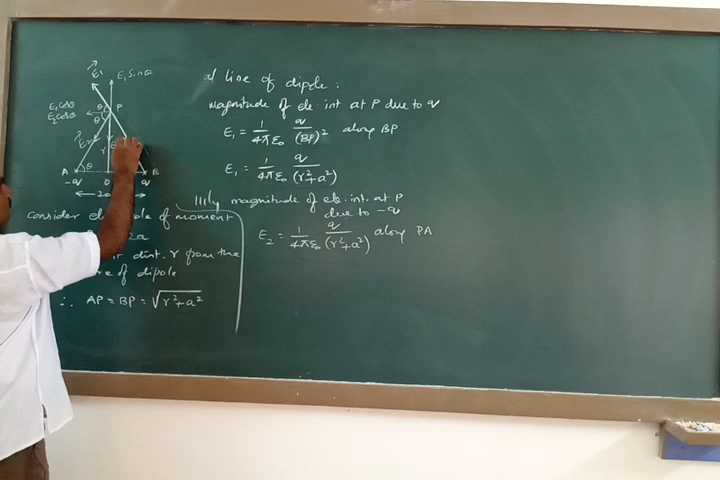 E₁
E₁ sinθ
E₁cosθ
E₂cosθ
θ
P
θ
E₂
r
A
θ
B
-q
O
q
2a
consider ele
ole of moment
2a
dist. r from the
e of dipole
∴ AP = BP = √(r²+a²)
al line of dipole :
Magnitude of ele. int at P due to q
E₁ = 1/4πε₀ q/(BP)² along BP
E₁ = 1/4πε₀ q/(r²+a²)
lllly magnitude of ele. int. at P
due to -q
E₂ = 1/4πε₀ q/(r²+a²) along PA